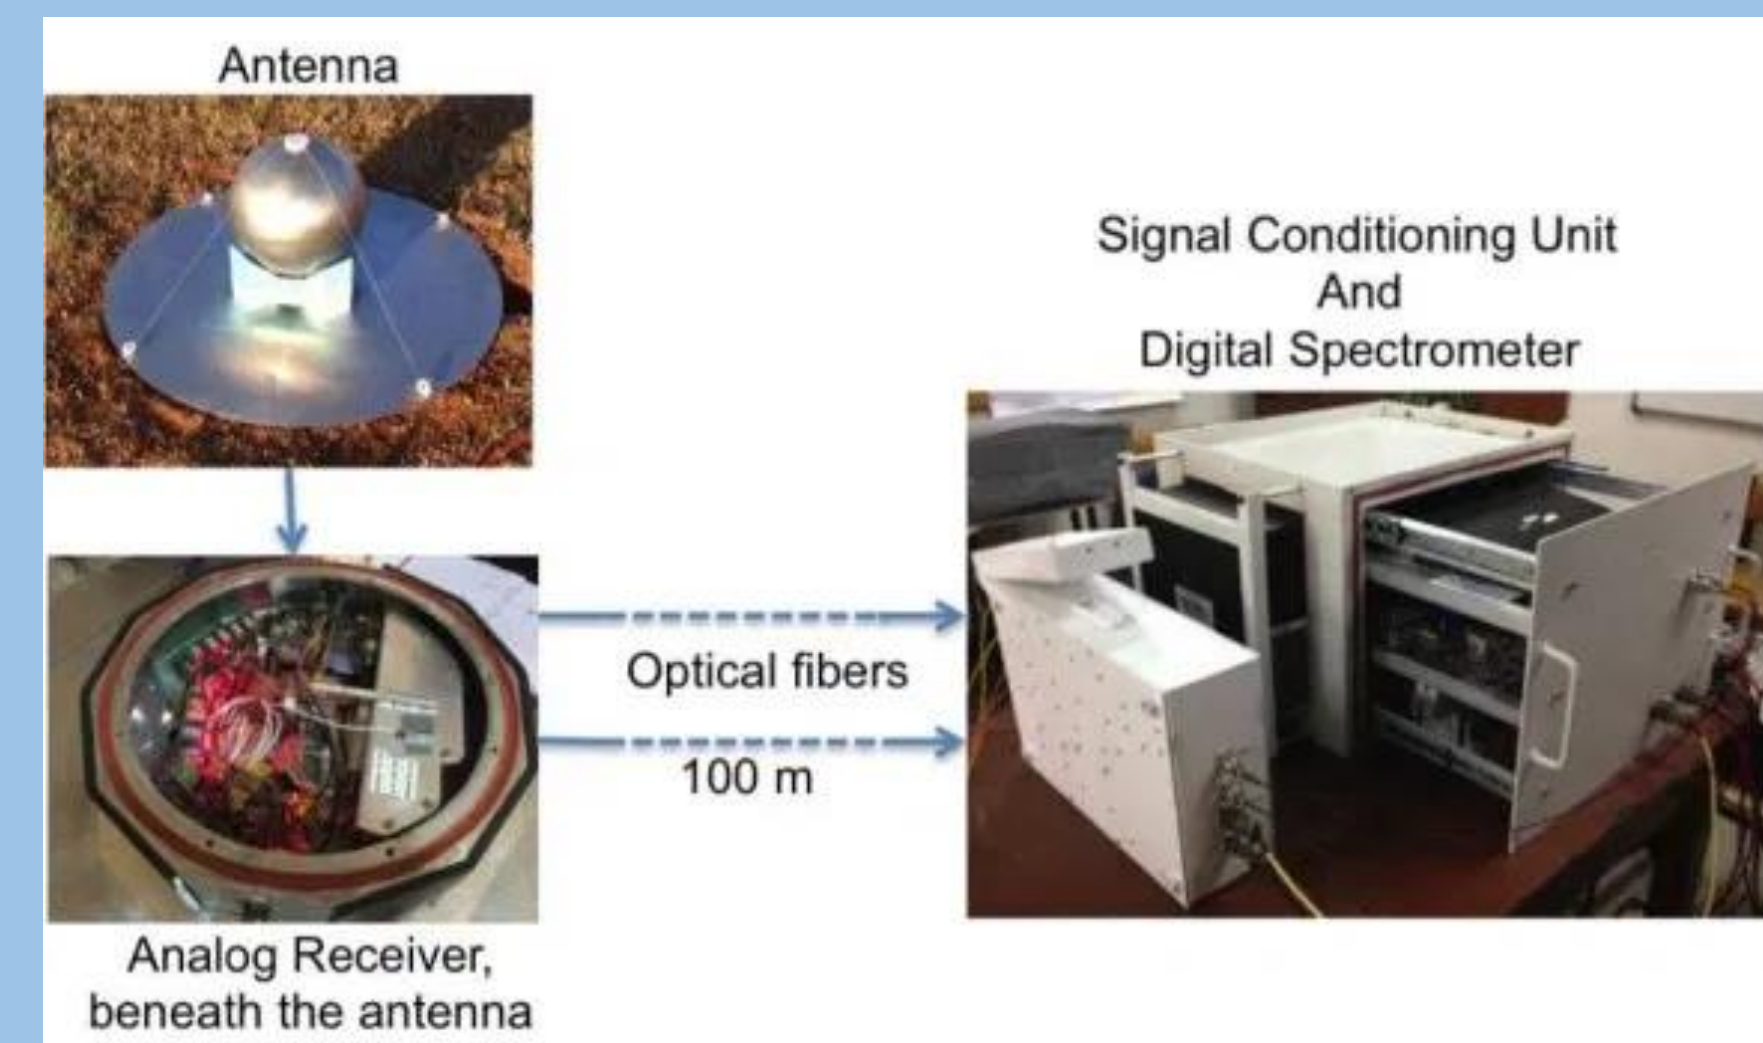 Antenna
Signal Conditioning Unit
And
Digital Spectrometer
Optical fibers
100 m
Analog Receiver,
beneath the antenna